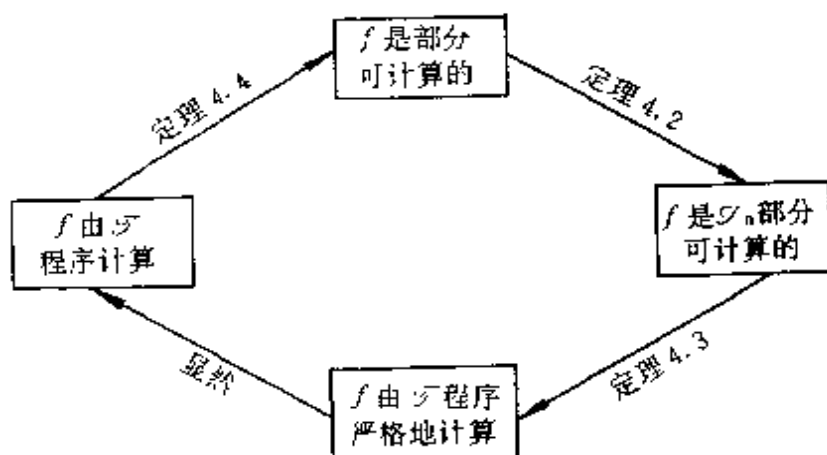 f是部分
可计算的
定理4.4
定理4.2
f由𝒯
程序计算
f是𝒮n部分
可计算的
显然
定理4.3
f由𝒯程序
严格地计算